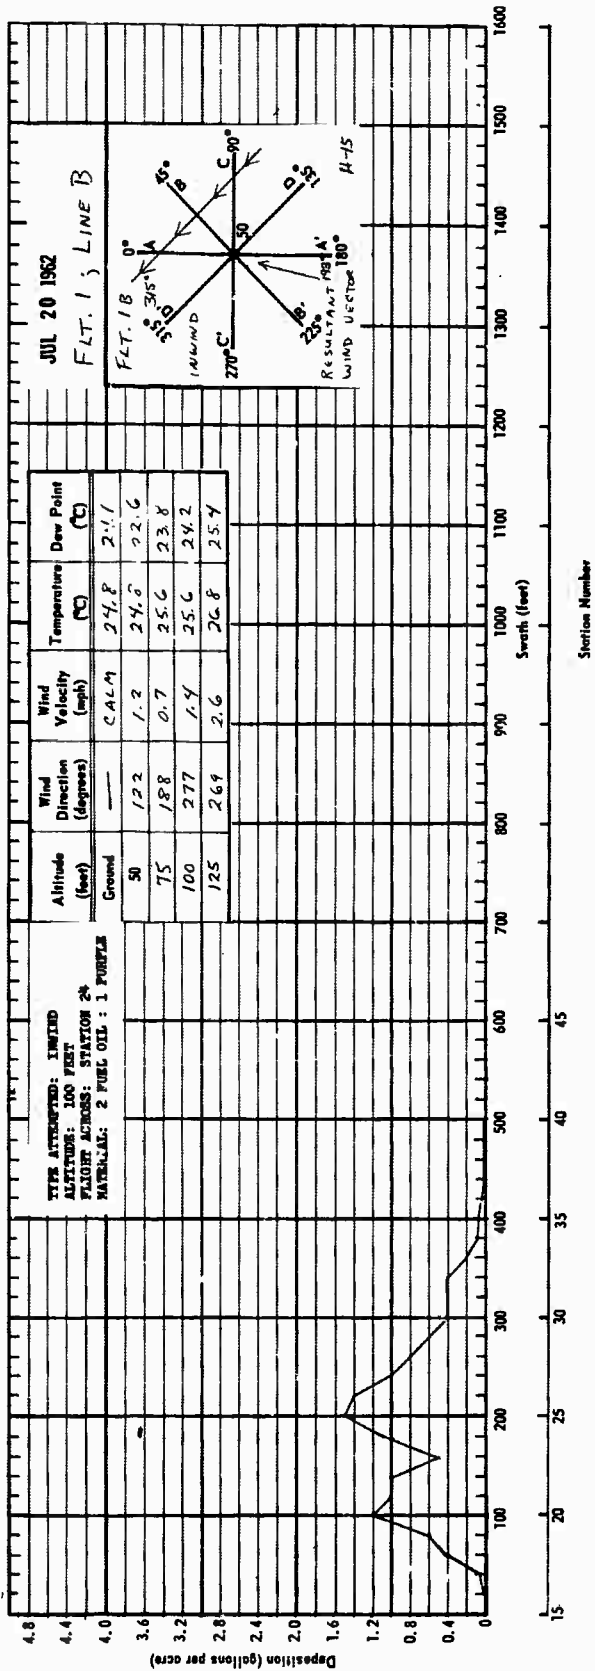 JUL 20 1962
FLT. 1 ; LINE B
TYPE ATTEMPTED: INWIND
ALTITUDE: 100 FEET
FLIGHT ACROSS: STATION 24
MATERIAL: 2 FUEL OIL : 1 PURPLE
Altitude (feet) Wind Direction (degrees) Wind Velocity (mph) Temperature (°C) Dew Point (°C)
Ground — CALM 24.8 21.1
50 122 1.2 24.8 22.6
75 188 0.7 25.6 23.8
100 277 1.4 25.6 24.2
125 264 2.6 26.8 25.4
FLT. 1B
315°
INWIND
0°
A
45°
B
C 90°
D
135°
A'
180°
B'
225°
270° C'
D'
315°
50
RESULTANT 193°
WIND VECTOR
H-15
Deposition (gallons per acre)
4.8
4.4
4.0
3.6
3.2
2.8
2.4
2.0
1.6
1.2
0.8
0.4
0
100 200 300 400 500 600 700 800 900 1000 1100 1200 1300 1400 1500 1600
Swath (feet)
15 20 25 30 35 40 45
Station Number